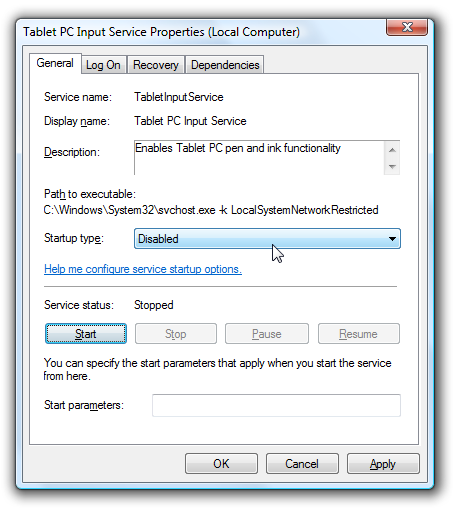 Tablet PC Input Service Properties (Local Computer)
General Log On Recovery Dependencies
Service name: TabletInputService
Display name: Tablet PC Input Service
Description: Enables Tablet PC pen and ink functionality
Path to executable:
C:\Windows\System32\svchost.exe -k LocalSystemNetworkRestricted
Startup type: Disabled
Help me configure service startup options.
Service status: Stopped
Start Stop Pause Resume
You can specify the start parameters that apply when you start the service
from here.
Start parameters:
OK Cancel Apply